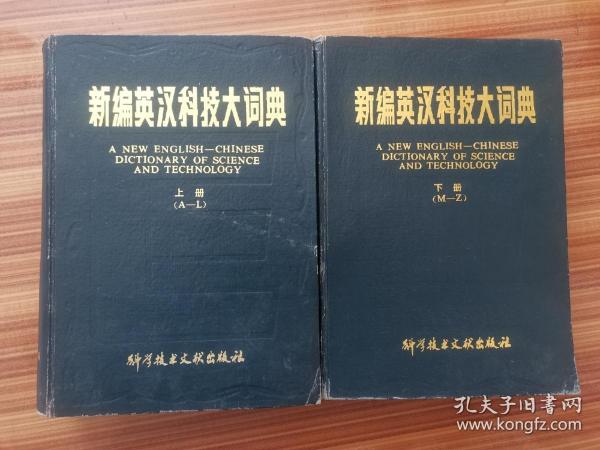 新编英汉科技大词典
A NEW ENGLISH—CHINESE
DICTIONARY OF SCIENCE
AND TECHNOLOGY
上册
(A—L)
科学技术文献出版社
新编英汉科技大词典
A NEW ENGLISH—CHINESE
DICTIONARY OF SCIENCE
AND TECHNOLOGY
下册
(M—Z)
科学技术文献出版社
孔夫子旧书网
www.kongfz.com